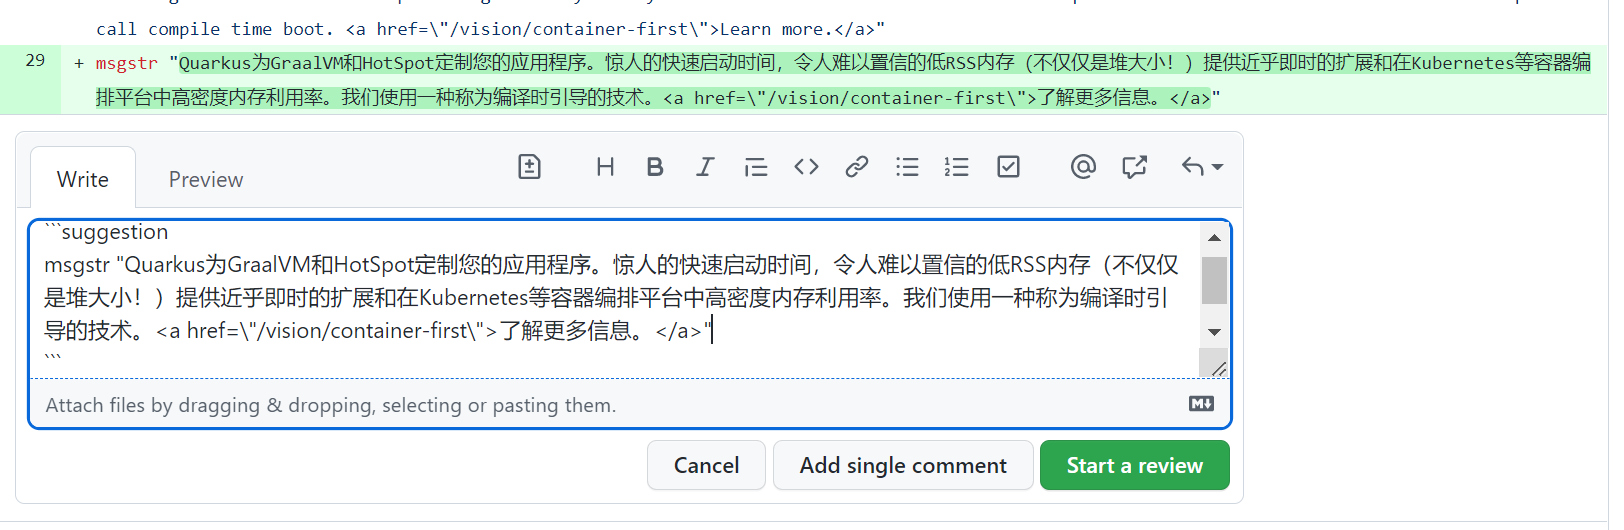 call compile time boot. <a href=\"/vision/container-first\">Learn more.</a>"
29 + msgstr "Quarkus为GraalVM和HotSpot定制您的应用程序。惊人的快速启动时间，令人难以置信的低RSS内存（不仅仅是堆大小！）提供近乎即时的扩展和在Kubernetes等容器编
排平台中高密度内存利用率。我们使用一种称为编译时引导的技术。<a href=\"/vision/container-first\">了解更多信息。</a>"
Write Preview
```suggestion
msgstr "Quarkus为GraalVM和HotSpot定制您的应用程序。惊人的快速启动时间，令人难以置信的低RSS内存（不仅仅
是堆大小！）提供近乎即时的扩展和在Kubernetes等容器编排平台中高密度内存利用率。我们使用一种称为编译时引
导的技术。<a href=\"/vision/container-first\">了解更多信息。</a>"
```
Attach files by dragging & dropping, selecting or pasting them.
Cancel Add single comment Start a review